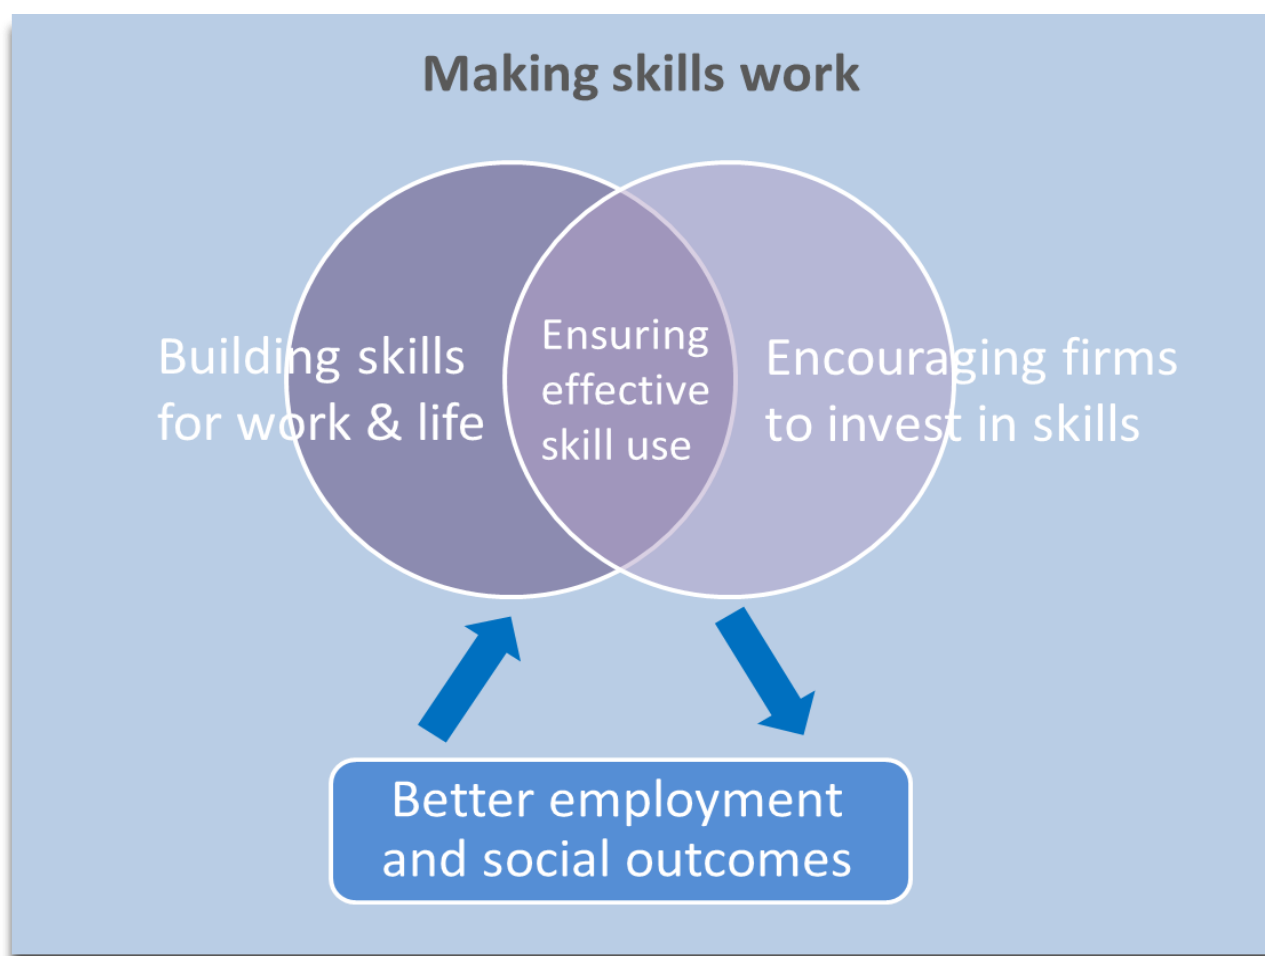 Making skills work
Building skills
for work & life
Ensuring
effective
skill use
Encouraging firms
to invest in skills
Better employment
and social outcomes